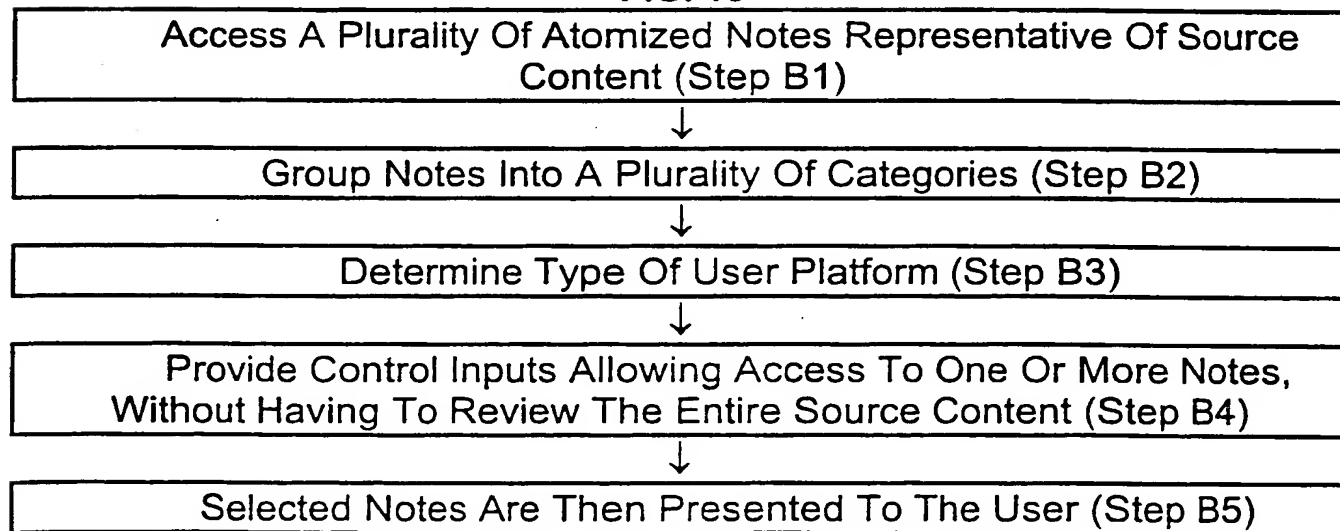 Access A Plurality Of Atomized Notes Representative Of Source
Content (Step B1)
↓
Group Notes Into A Plurality Of Categories (Step B2)
↓
Determine Type Of User Platform (Step B3)
↓
Provide Control Inputs Allowing Access To One Or More Notes,
Without Having To Review The Entire Source Content (Step B4)
↓
Selected Notes Are Then Presented To The User (Step B5)